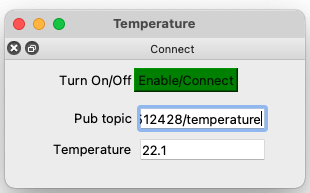 Temperature
Connect
Turn On/Off Enable/Connect
Pub topic 512428/temperature
Temperature 22.1